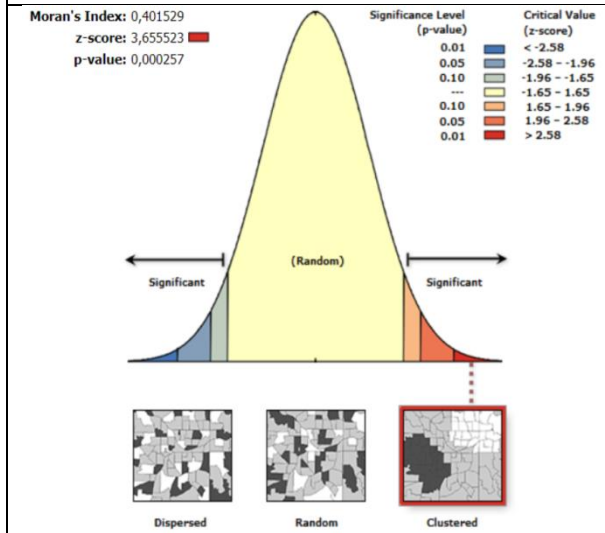 Moran's Index: 0,401529
z-score: 3,655523
p-value: 0,000257
Significance Level
(p-value)
Critical Value
(z-score)
0.01 < -2.58
0.05 -2.58 – -1.96
0.10 -1.96 – -1.65
--- -1.65 – 1.65
0.10 1.65 – 1.96
0.05 1.96 – 2.58
0.01 > 2.58
(Random)
Significant
Significant
Dispersed
Random
Clustered